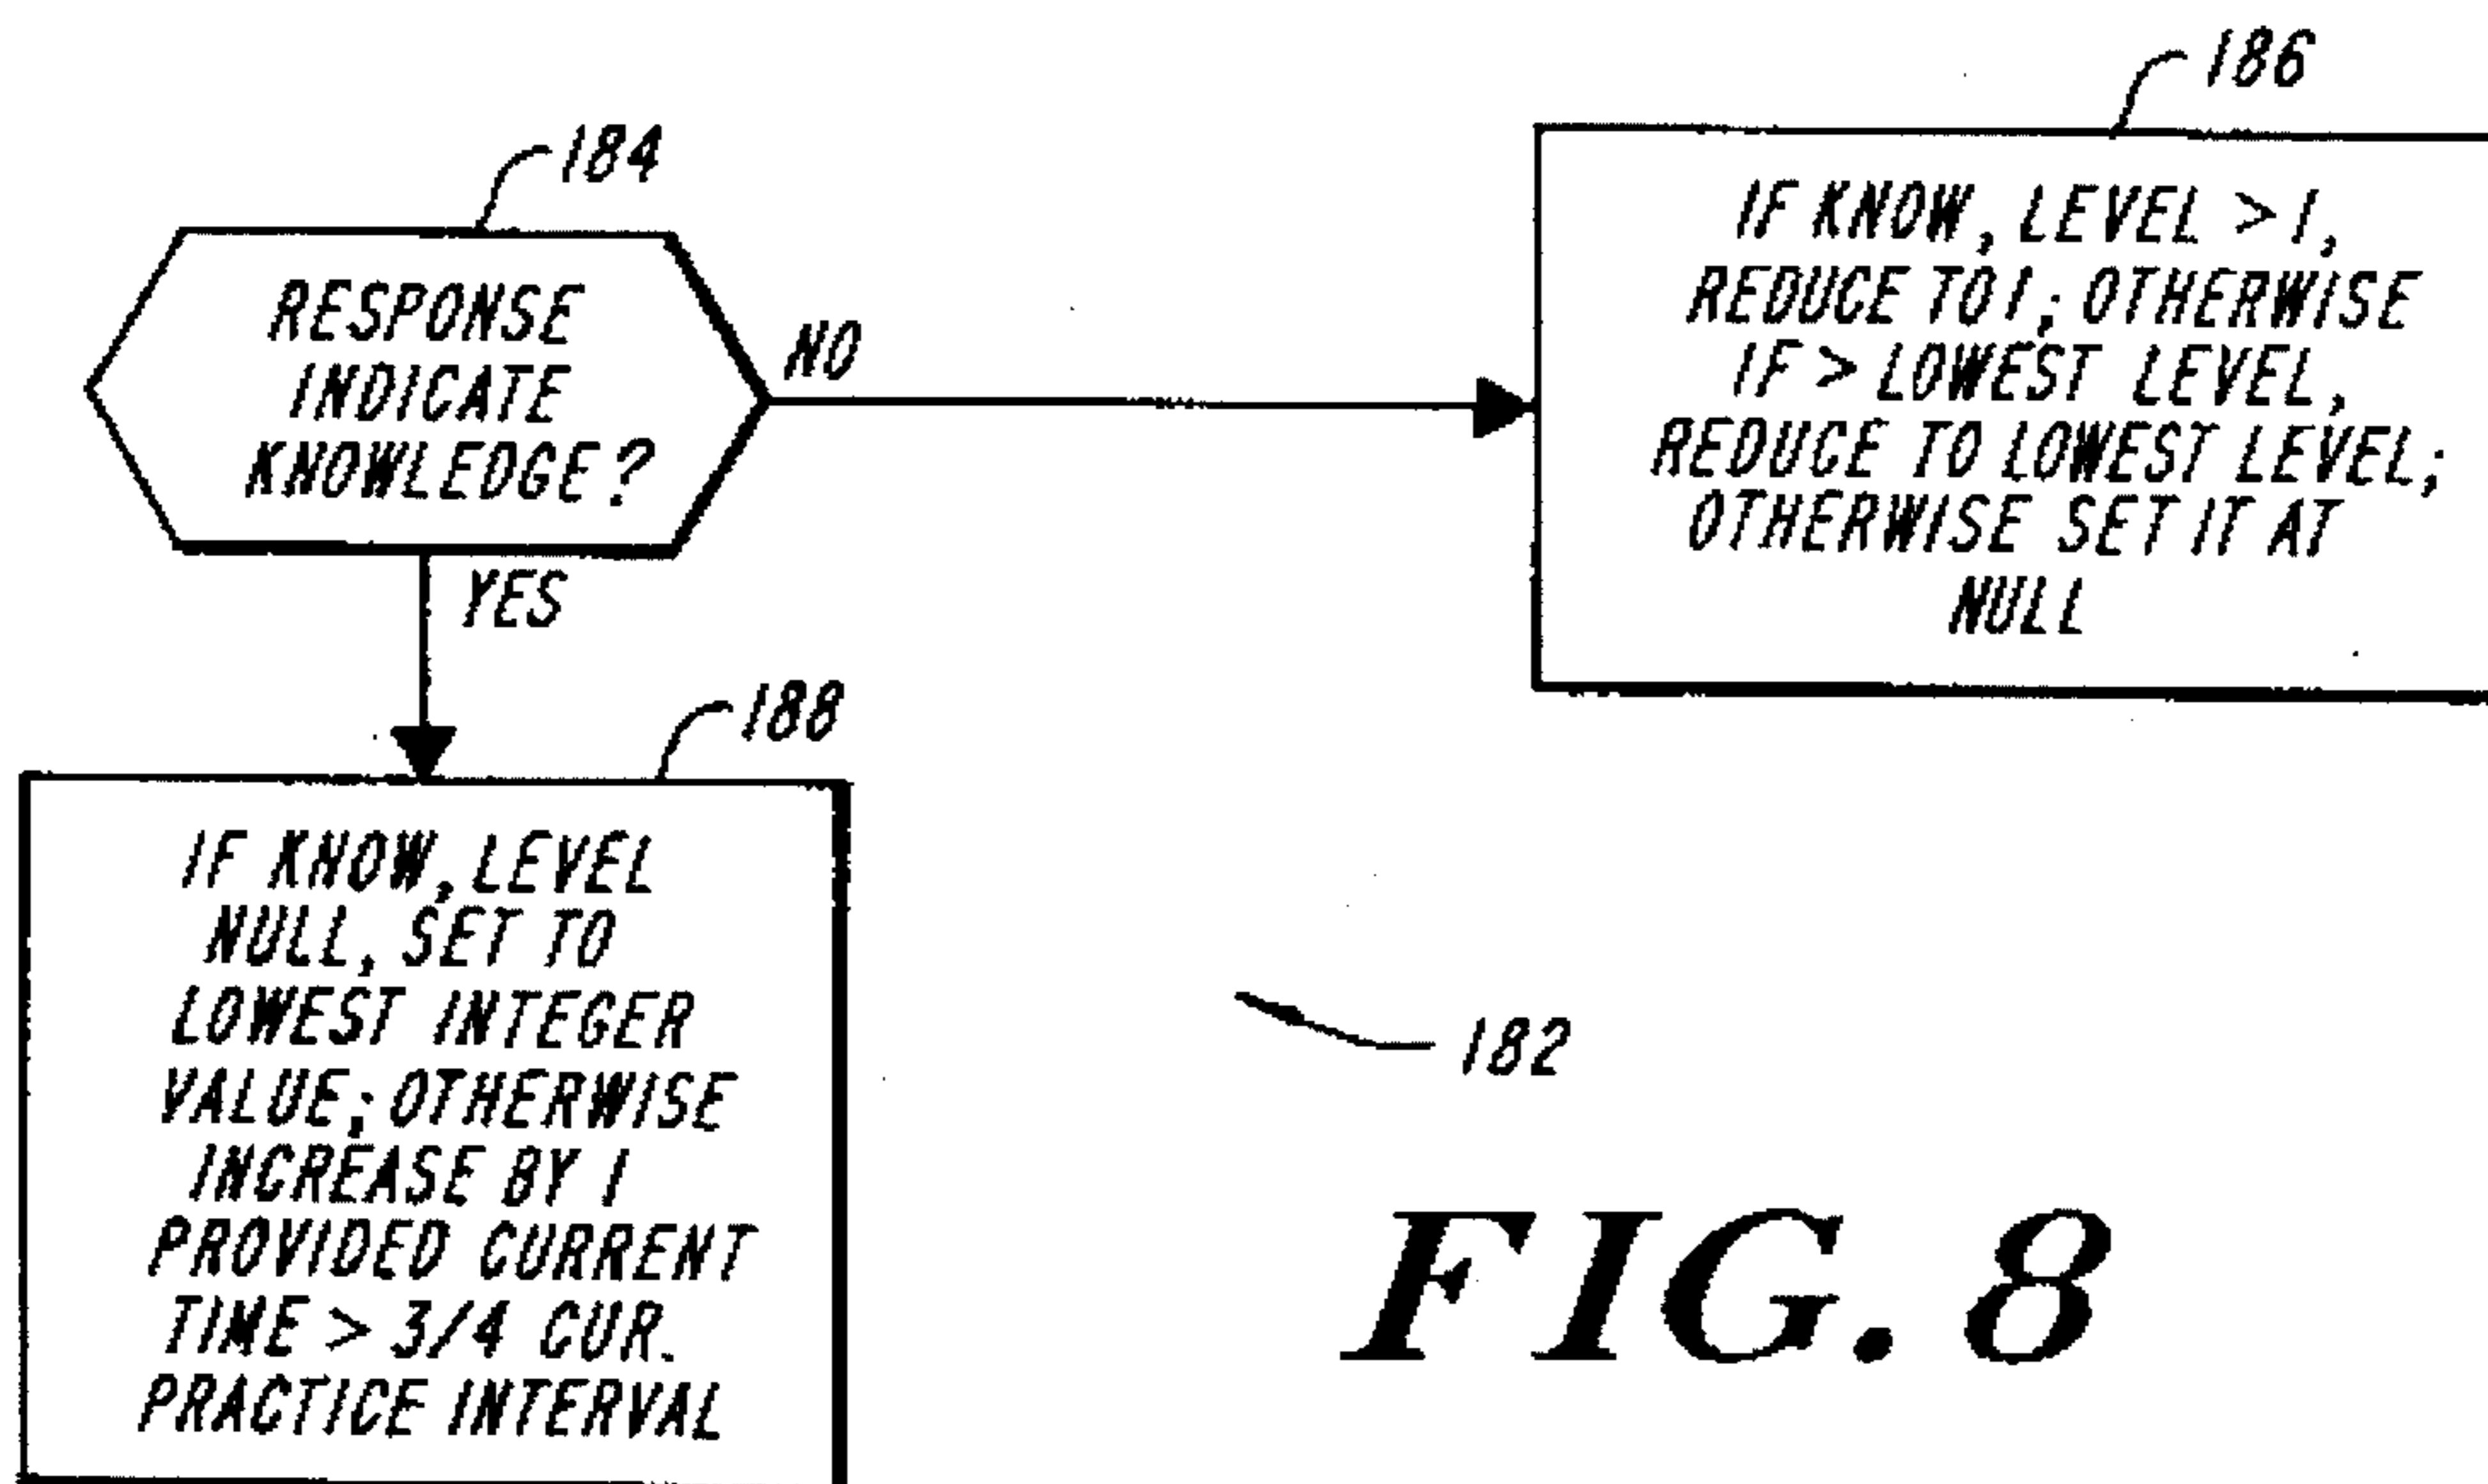 184
RESPONSE
INDICATE
KNOWLEDGE?
NO
YES
186
IF KNOW, LEVEL > 1,
REDUCE TO 1; OTHERWISE
IF > LOWEST LEVEL,
REDUCE TO LOWEST LEVEL;
OTHERWISE SET IT AT
NULL
188
IF KNOW, LEVEL
NULL, SET TO
LOWEST INTEGER
VALUE; OTHERWISE
INCREASE BY 1
PROVIDED CURRENT
TIME > 3/4 CUR.
PRACTICE INTERVAL
182
FIG. 8